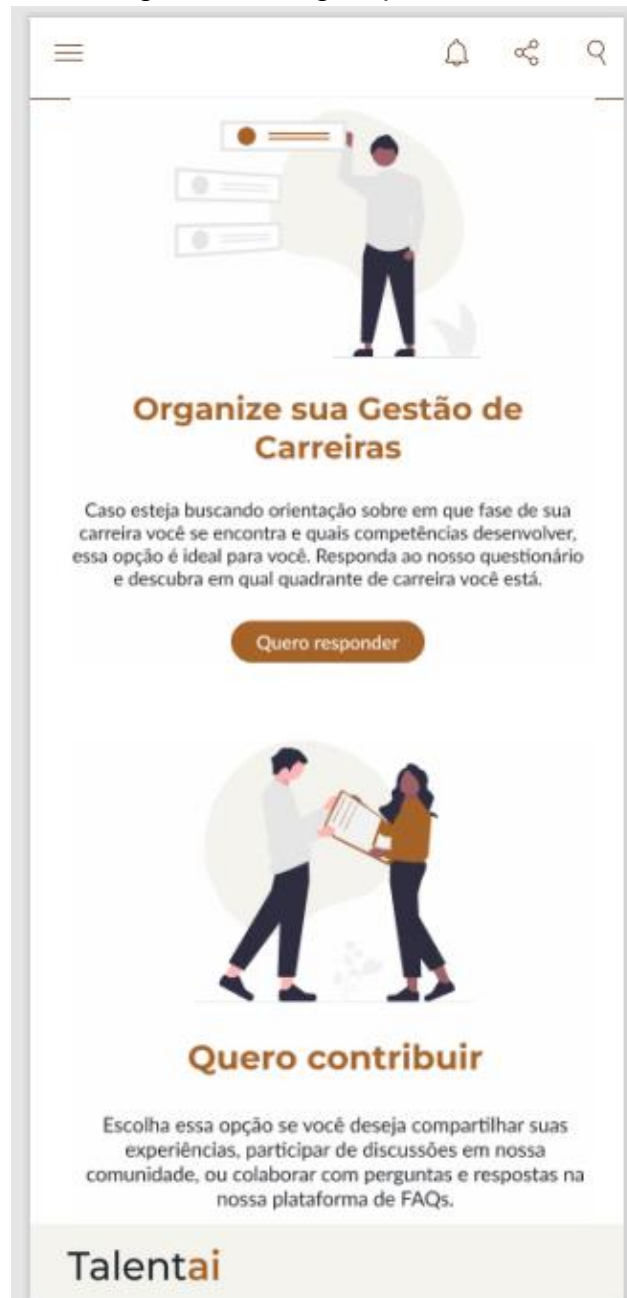 Organize sua Gestão de
Carreiras
Caso esteja buscando orientação sobre em que fase de sua
carreira você se encontra e quais competências desenvolver,
essa opção é ideal para você. Responda ao nosso questionário
e descubra em qual quadrante de carreira você está.
Quero responder
Quero contribuir
Escolha essa opção se você deseja compartilhar suas
experiências, participar de discussões em nossa
comunidade, ou colaborar com perguntas e respostas na
nossa plataforma de FAQs.
Talentai